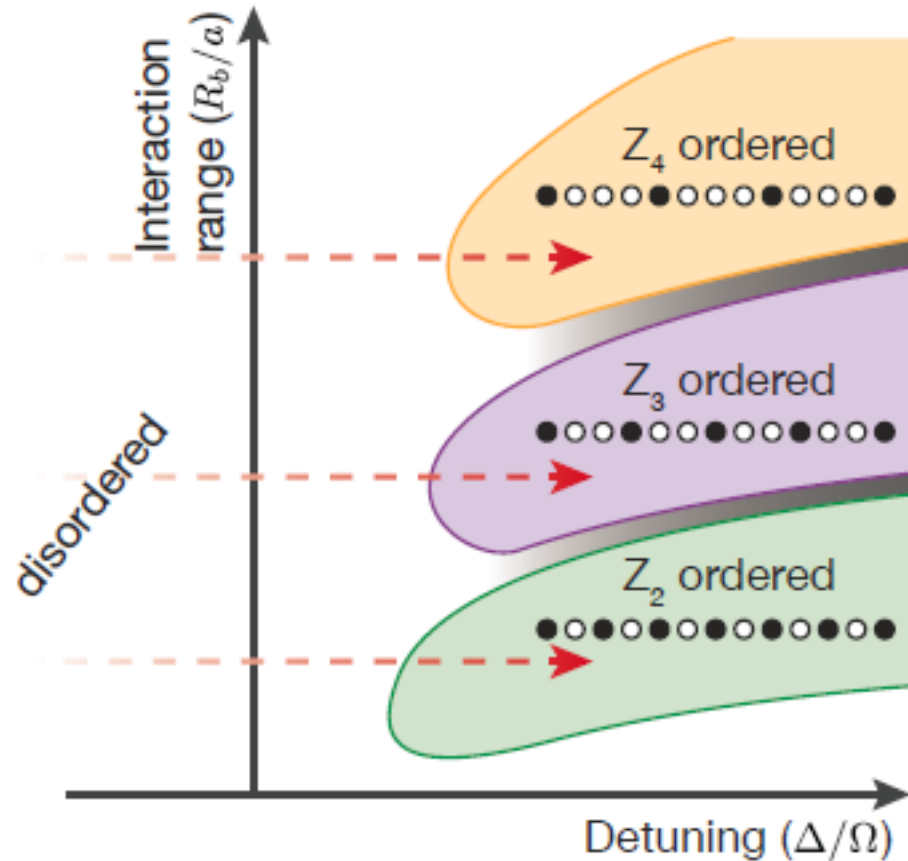 Interaction
range (R_b/a)
Z₄ ordered
Z₃ ordered
disordered
Z₂ ordered
Detuning (Δ/Ω)